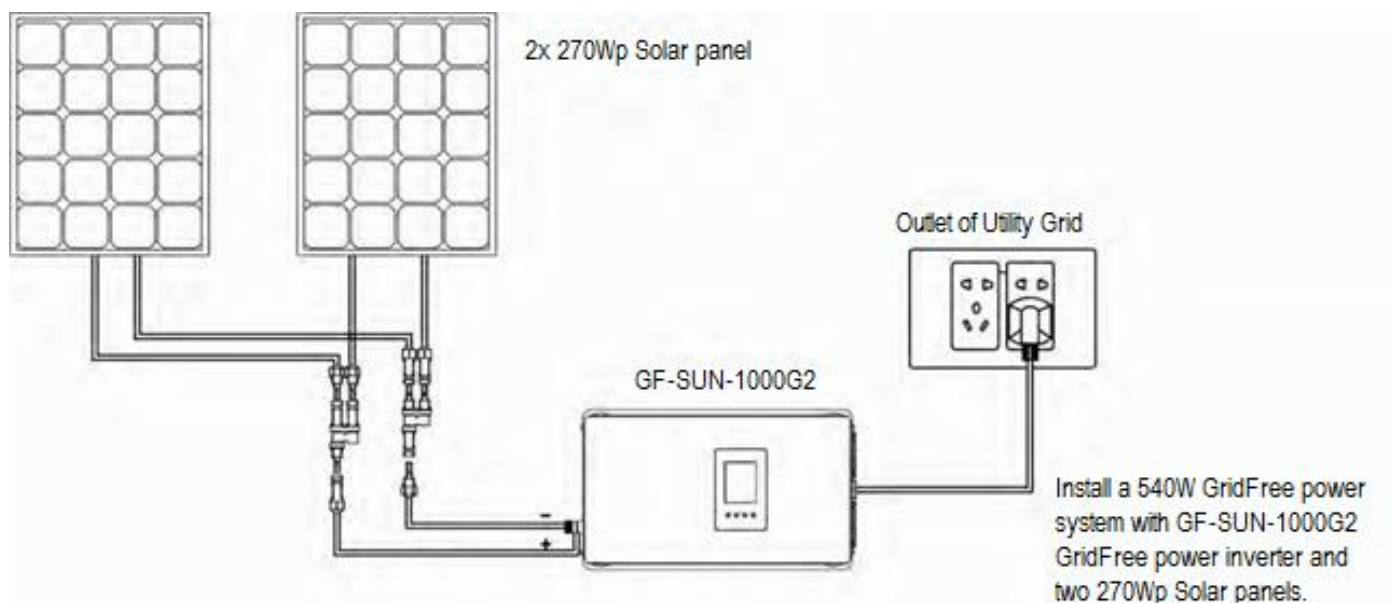 2x 270Wp Solar panel
Outlet of Utility Grid
GF-SUN-1000G2
-
+
Install a 540W GridFree power
system with GF-SUN-1000G2
GridFree power inverter and
two 270Wp Solar panels.